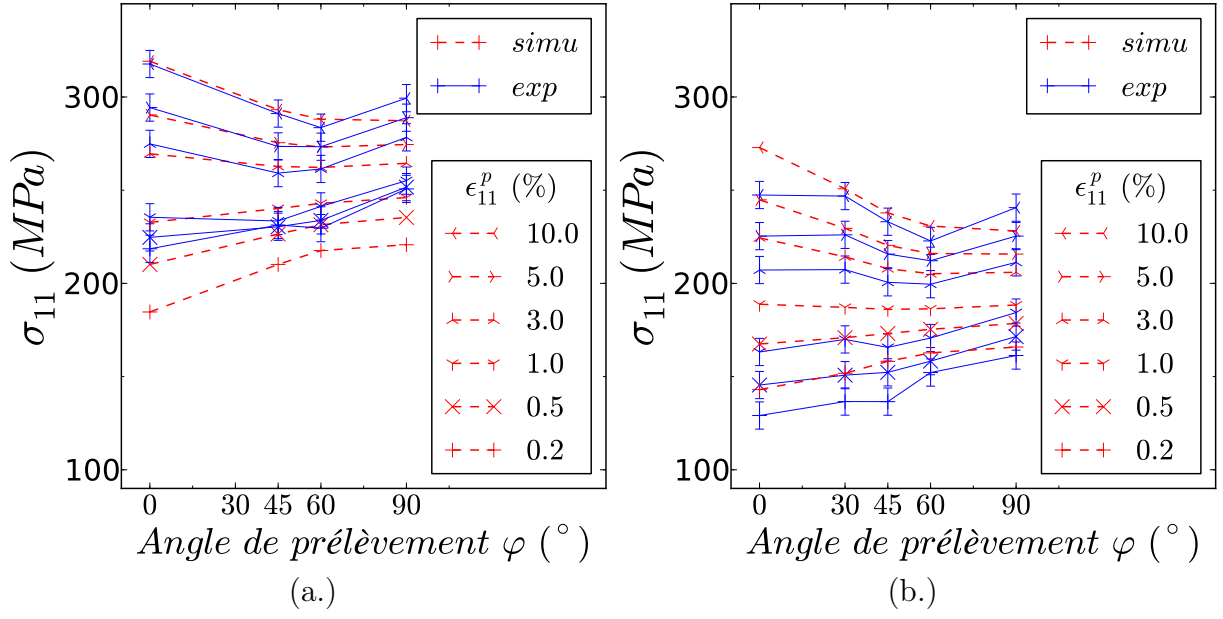 simu
exp
300
200
100
σ₁₁ (MPa)
ϵᵖ₁₁ (%)
10.0
5.0
3.0
1.0
0.5
0.2
0 30 45 60 90
Angle de prélèvement φ (°)
(a.)
simu
exp
300
200
100
σ₁₁ (MPa)
ϵᵖ₁₁ (%)
10.0
5.0
3.0
1.0
0.5
0.2
0 30 45 60 90
Angle de prélèvement φ (°)
(b.)